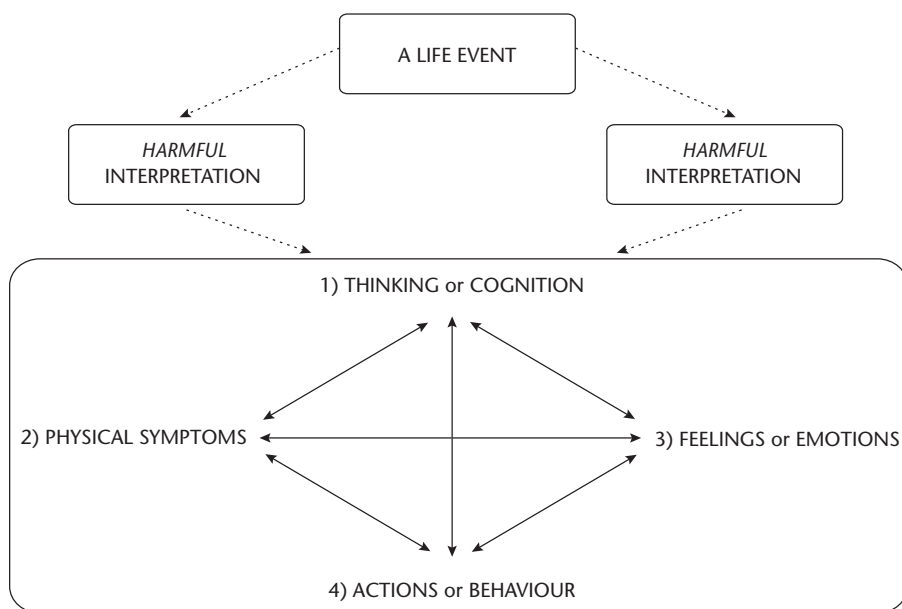 A LIFE EVENT
HARMFUL
INTERPRETATION
HARMFUL
INTERPRETATION
1) THINKING or COGNITION
2) PHYSICAL SYMPTOMS
3) FEELINGS or EMOTIONS
4) ACTIONS or BEHAVIOUR